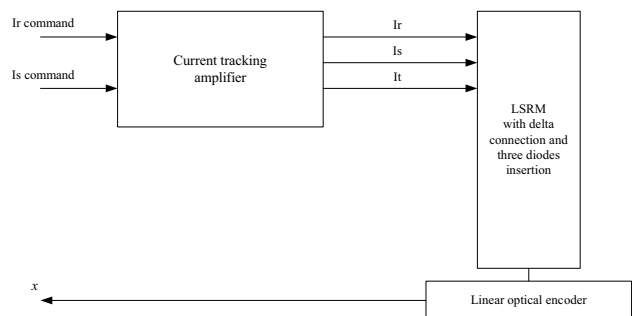 Ir command
Is command
Current tracking
amplifier
Ir
Is
It
LSRM
with delta
connection and
three diodes
insertion
x
Linear optical encoder